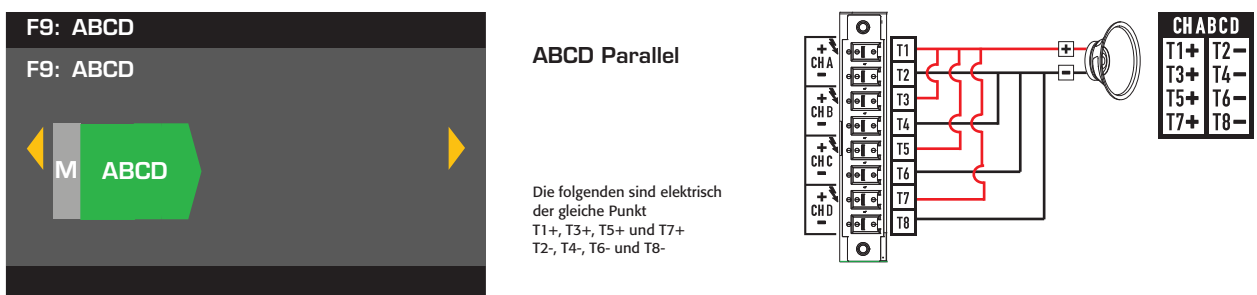 F9: ABCD
F9: ABCD
M ABCD
ABCD Parallel
Die folgenden sind elektrisch
der gleiche Punkt
T1+, T3+, T5+ und T7+
T2-, T4-, T6- und T8-
+
CH A
-
+
CH B
-
+
CH C
-
+
CH D
-
T1
T2
T3
T4
T5
T6
T7
T8
+
-
CH ABCD
T1+ T2-
T3+ T4-
T5+ T6-
T7+ T8-